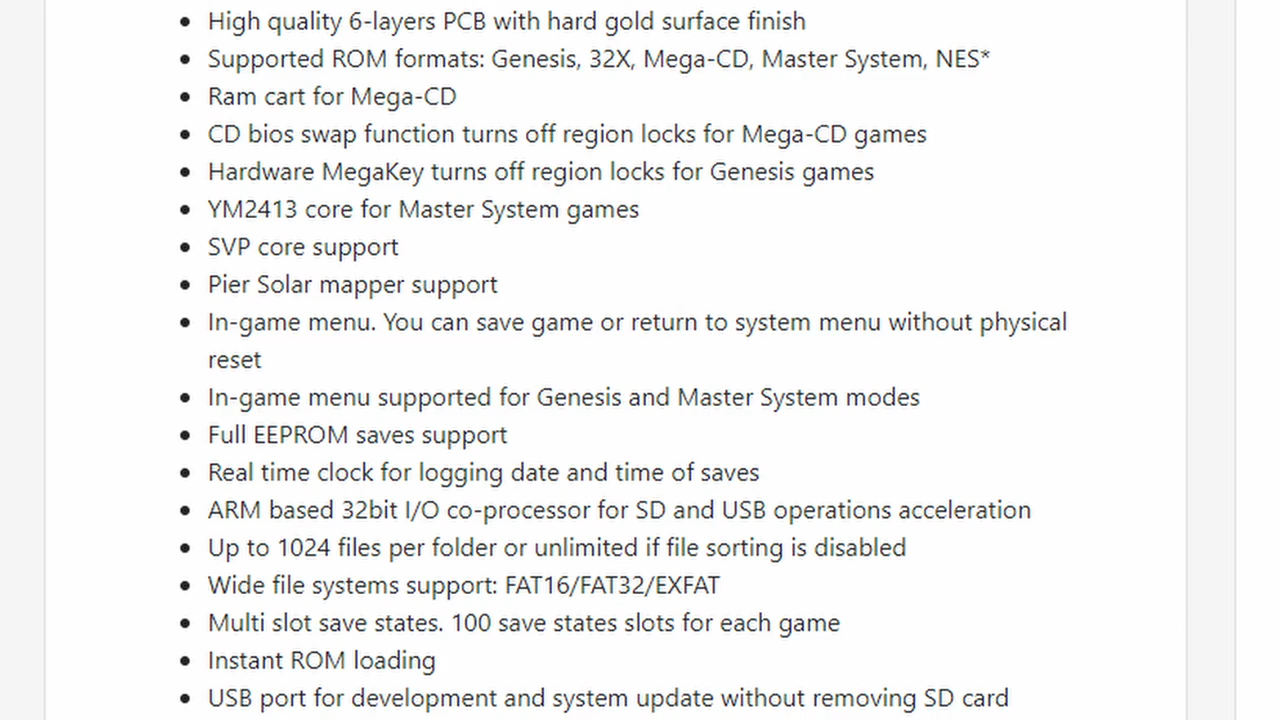 • High quality 6-layers PCB with hard gold surface finish
• Supported ROM formats: Genesis, 32X, Mega-CD, Master System, NES*
• Ram cart for Mega-CD
• CD bios swap function turns off region locks for Mega-CD games
• Hardware MegaKey turns off region locks for Genesis games
• YM2413 core for Master System games
• SVP core support
• Pier Solar mapper support
• In-game menu. You can save game or return to system menu without physical
reset
• In-game menu supported for Genesis and Master System modes
• Full EEPROM saves support
• Real time clock for logging date and time of saves
• ARM based 32bit I/O co-processor for SD and USB operations acceleration
• Up to 1024 files per folder or unlimited if file sorting is disabled
• Wide file systems support: FAT16/FAT32/EXFAT
• Multi slot save states. 100 save states slots for each game
• Instant ROM loading
• USB port for development and system update without removing SD card